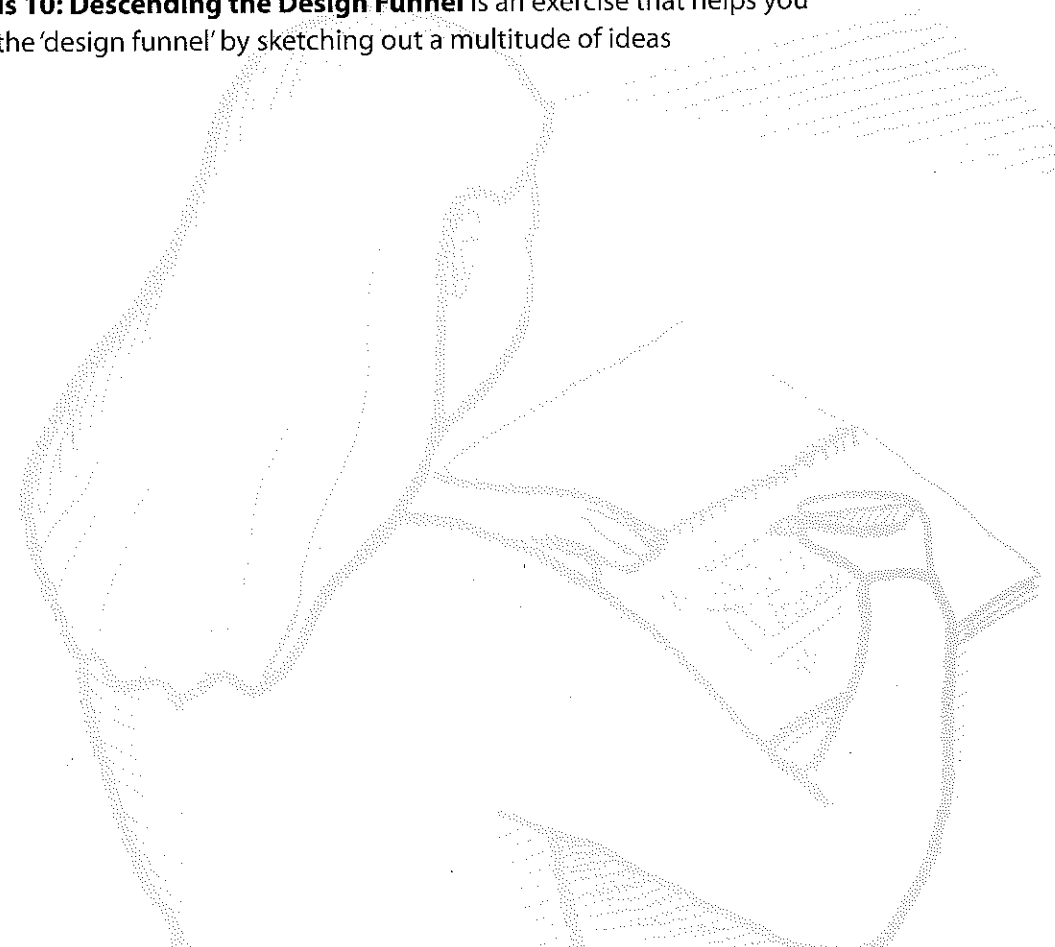 is 10: Descending the Design Funnel is an exercise that helps you
the 'design funnel' by sketching out a multitude of ideas